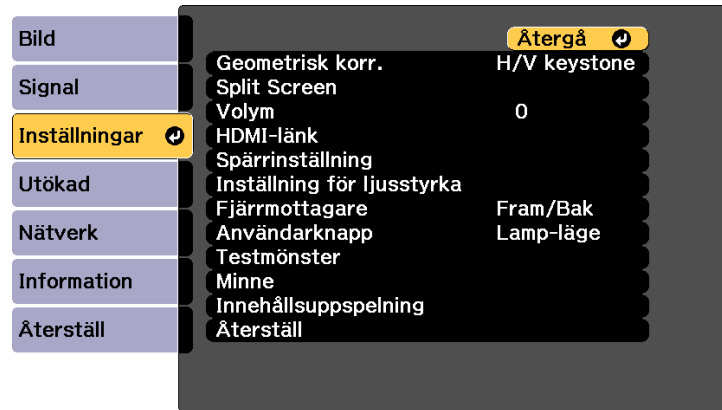 Bild
Signal
Inställningar
Utökad
Nätverk
Information
Återställ
Återgå
Geometrisk korr. H/V keystone
Split Screen
Volym 0
HDMI-länk
Spärrinställning
Inställning för ljusstyrka
Fjärrmottagare Fram/Bak
Användarknapp Lamp-läge
Testmönster
Minne
Innehållsuppspelning
Återställ